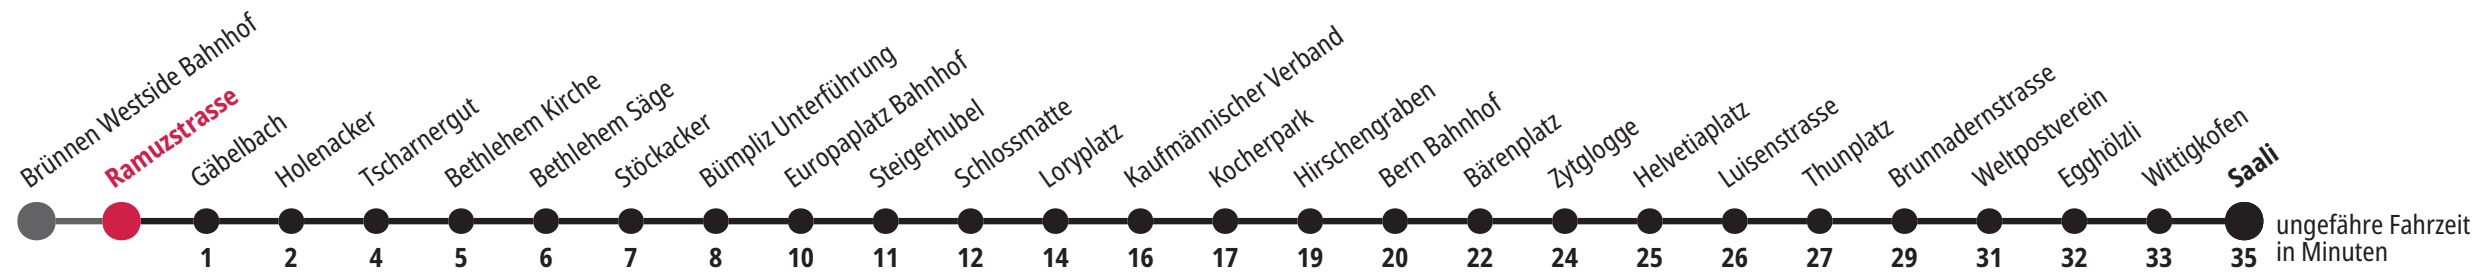 Brünnen Westside Bahnhof
Ramuzstrasse
Gäbelbach
Holenacker
Tscharnergut
Bethlehem Kirche
Bethlehem Säge
Stöckacker
Bümpliz Unterführung
Europaplatz Bahnhof
Steigerhubel
Schlossmatte
Loryplatz
Kaufmännischer Verband
Kocherpark
Hirschengraben
Bern Bahnhof
Bärenplatz
Zytglogge
Helvetiaplatz
Luisenstrasse
Thunplatz
Brunnadernstrasse
Weltpostverein
Egghölzli
Wittigkofen
Saali
1 2 4 5 6 7 8 10 11 12 14 16 17 19 20 22 24 25 26 27 29 31 32 33 35
ungefähre Fahrzeit
in Minuten